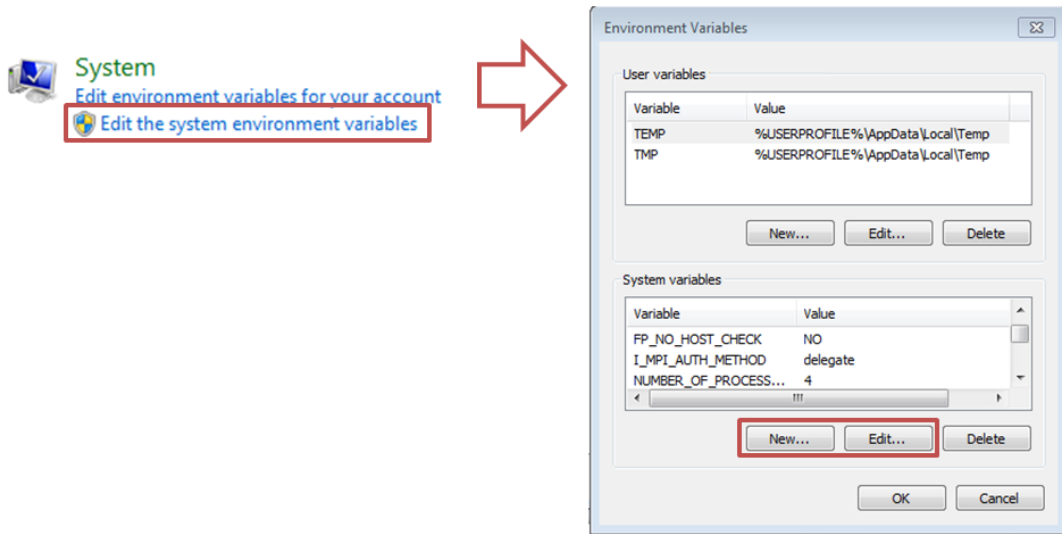 System
Edit environment variables for your account
Edit the system environment variables
Environment Variables
User variables
Variable Value
TEMP %USERPROFILE%\AppData\Local\Temp
TMP %USERPROFILE%\AppData\Local\Temp
New... Edit... Delete
System variables
Variable Value
FP_NO_HOST_CHECK NO
I_MPI_AUTH_METHOD delegate
NUMBER_OF_PROCESS... 4
New... Edit... Delete
OK Cancel